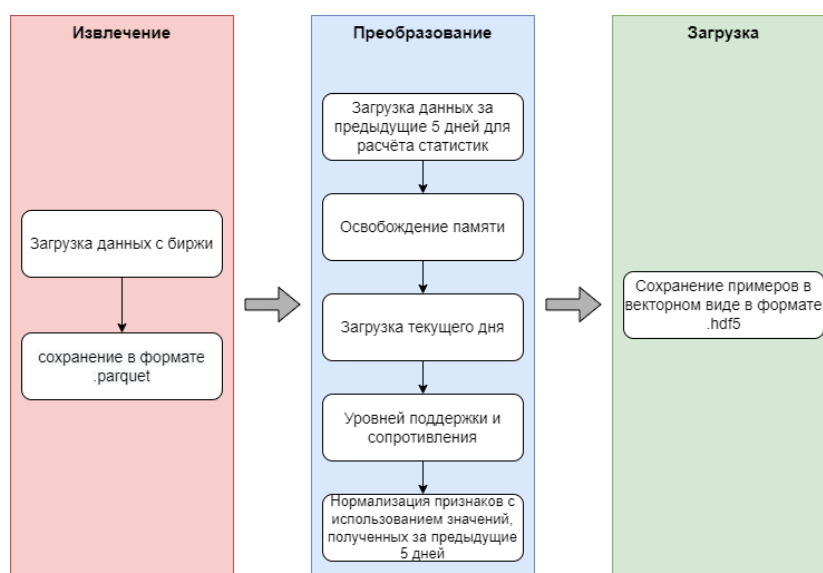 Извлечение
Загрузка данных с биржи
сохранение в формате
.parquet
Преобразование
Загрузка данных за
предыдущие 5 дней для
расчёта статистик
Освобождение памяти
Загрузка текущего дня
Уровней поддержки и
сопротивления
Нормализация признаков с
использованием значений,
полученных за предыдущие
5 дней
Загрузка
Сохранение примеров в
векторном виде в формате
.hdf5